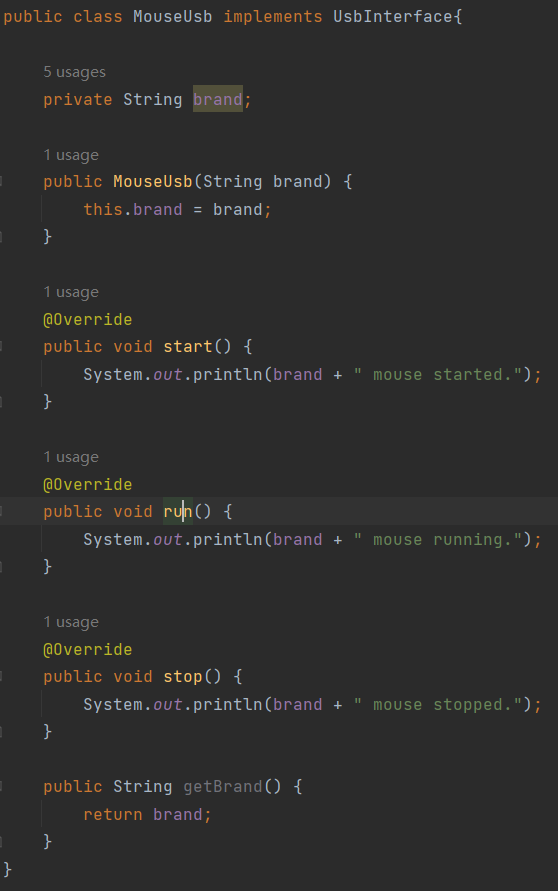 public class MouseUsb implements UsbInterface{
5 usages
private String brand;
1 usage
public MouseUsb(String brand) {
this.brand = brand;
}
1 usage
@Override
public void start() {
System.out.println(brand + " mouse started.");
}
1 usage
@Override
public void run() {
System.out.println(brand + " mouse running.");
}
1 usage
@Override
public void stop() {
System.out.println(brand + " mouse stopped.");
}
public String getBrand() {
return brand;
}
}